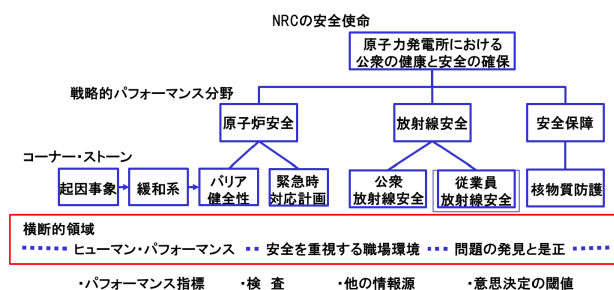 NRCの安全使命
原子力発電所における
公衆の健康と安全の確保
戦略的パフォーマンス分野
原子炉安全
放射線安全
安全保障
コーナー・ストーン
起因事象
緩和系
バリア
健全性
緊急時
対応計画
公衆
放射線安全
従業員
放射線安全
核物質防護
横断的領域
ヒューマン・パフォーマンス
安全を重視する職場環境
問題の発見と是正
・パフォーマンス指標 ・検 査 ・他の情報源 ・意思決定の閾値